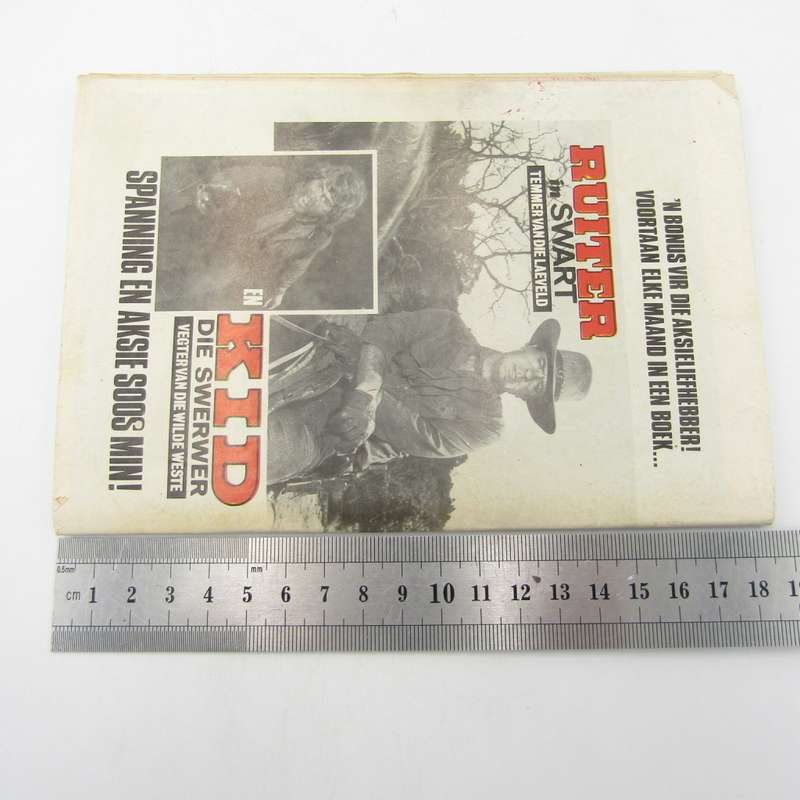 'N BONUS VIR DIE AKSIELIEFHEBBER!
VOORTAAN ELKE MAAND IN EEN BOEK...
RUITER
in SWART
TEMMER VAN DIE LAEVELD
EN
KID
DIE SWERWER
VEGTER VAN DIE WILDE WESTE
SPANNING EN AKSIE SOOS MIN!
0.5mm mm
cm 1 2 3 4 5 6 7 8 9 10 11 12 13 14 15 16 17 18 19